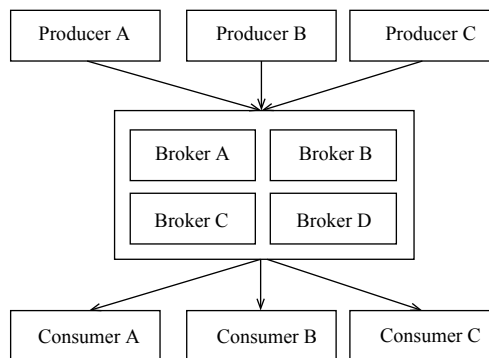 Producer A
Producer B
Producer C
Broker A
Broker B
Broker C
Broker D
Consumer A
Consumer B
Consumer C